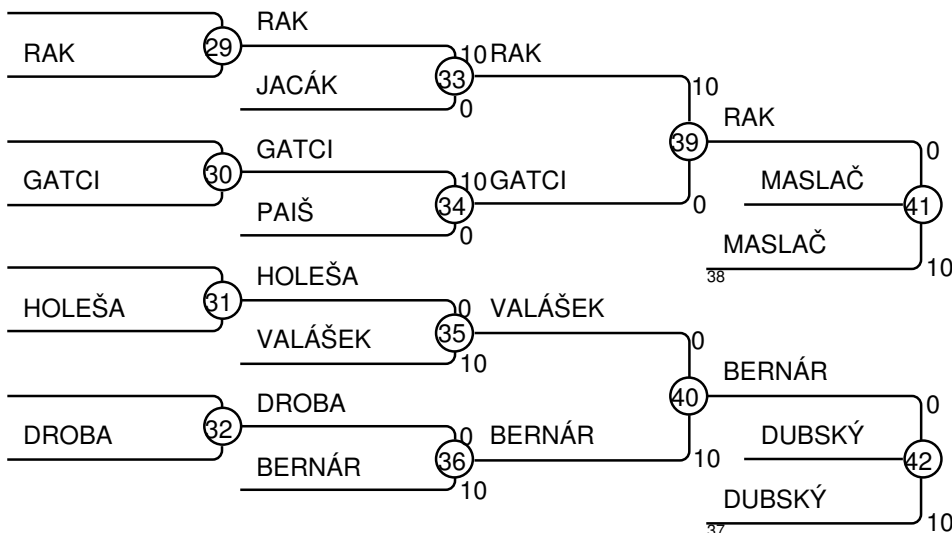 RAK
RAK 29 10 RAK
JACÁK 33 10
0 RAK
GATCI 39 0
GATCI 30 10 GATCI MASLAČ
PAIŠ 34 0 41
0 MASLAČ
HOLEŠA 38 10
HOLEŠA 31 0 VALÁŠEK
VALÁŠEK 35 0
10 BERNÁR
DROBA 40 0
DROBA 32 0 BERNÁR DUBSKÝ
BERNÁR 36 10 42
10 DUBSKÝ
37 10